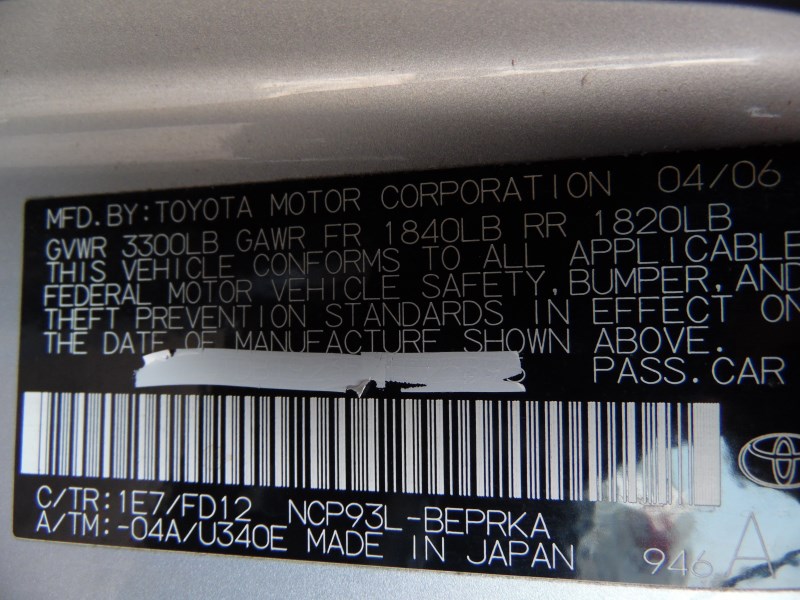 MFD.BY:TOYOTA MOTOR CORPORATION 04/06
GVWR 3300LB GAWR FR 1840LB RR 1820LB
THIS VEHICLE CONFORMS TO ALL APPLICABLE
FEDERAL MOTOR VEHICLE SAFETY, BUMPER, AND
THEFT PREVENTION STANDARDS IN EFFECT ON
THE DATE OF MANUFACTURE SHOWN ABOVE.
PASS.CAR
C/TR:1E7/FD12 NCP93L-BEPRKA
A/TM:-04A/U340E MADE IN JAPAN
946 A